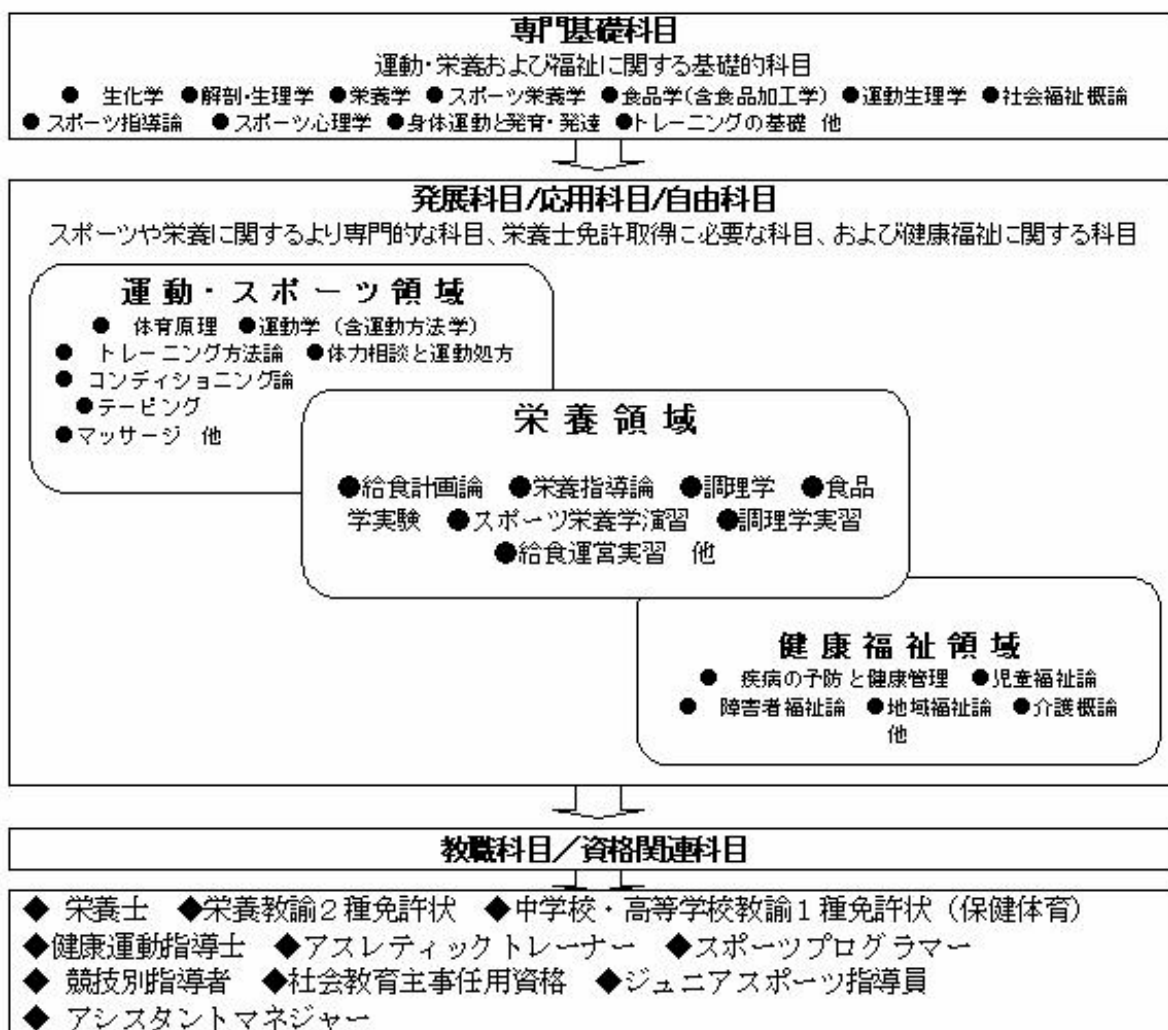 専門基礎科目
運動・栄養および福祉に関する基礎的科目
● 生化学 ●解剖・生理学 ●栄養学 ●スポーツ栄養学 ●食品学(含食品加工学) ●運動生理学 ●社会福祉概論
● スポーツ指導論 ●スポーツ心理学 ●身体運動と発育・発達 ●トレーニングの基礎 他
発展科目/応用科目/自由科目
スポーツや栄養に関するより専門的な科目、栄養士免許取得に必要な科目、および健康福祉に関する科目
運動・スポーツ領域
● 体育原理 ●運動学（含運動方法学）
● トレーニング方法論 ●体力相談と運動処方
● コンディショニング論
●テーピング
●マッサージ 他
栄養領域
●給食計画論 ●栄養指導論 ●調理学 ●食品
学実験 ●スポーツ栄養学演習 ●調理学実習
●給食運営実習 他
健康福祉領域
● 疾病の予防と健康管理 ●児童福祉論
● 障害者福祉論 ●地域福祉論 ●介護概論
他
教職科目／資格関連科目
◆ 栄養士 ◆栄養教諭２種免許状 ◆中学校・高等学校教諭１種免許状（保健体育）
◆健康運動指導士 ◆アスレティックトレーナー ◆スポーツプログラマー
◆ 競技別指導者 ◆社会教育主事任用資格 ◆ジュニアスポーツ指導員
◆ アシスタントマネジャー